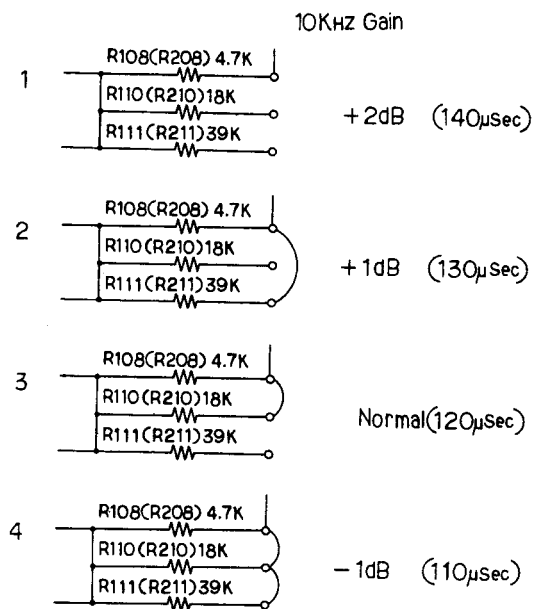 10KHz Gain
1
R108(R208) 4.7K
R110(R210)18K
R111(R211)39K
+2dB (140μSec)
2
R108(R208) 4.7K
R110(R210)18K
R111(R211)39K
+1dB (130μSec)
3
R108(R208) 4.7K
R110(R210)18K
R111(R211)39K
Normal(120μSec)
4
R108(R208) 4.7K
R110(R210)18K
R111(R211)39K
-1dB (110μSec)